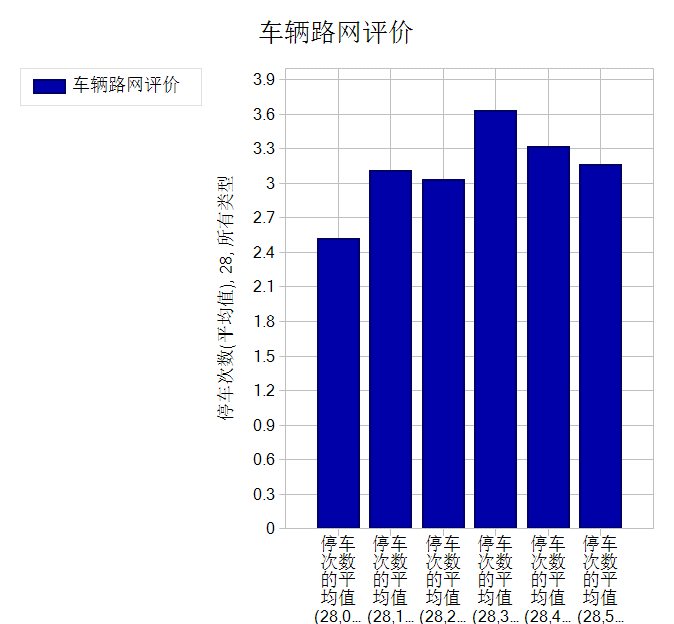 车辆路网评价
车辆路网评价
停车次数(平均值), 28, 所有类型
3.9
3.6
3.3
3
2.7
2.4
2.1
1.8
1.5
1.2
0.9
0.6
0.3
0
停车
次数
的平
均值
(28,0...
停车
次数
的平
均值
(28,1...
停车
次数
的平
均值
(28,2...
停车
次数
的平
均值
(28,3...
停车
次数
的平
均值
(28,4...
停车
次数
的平
均值
(28,5...